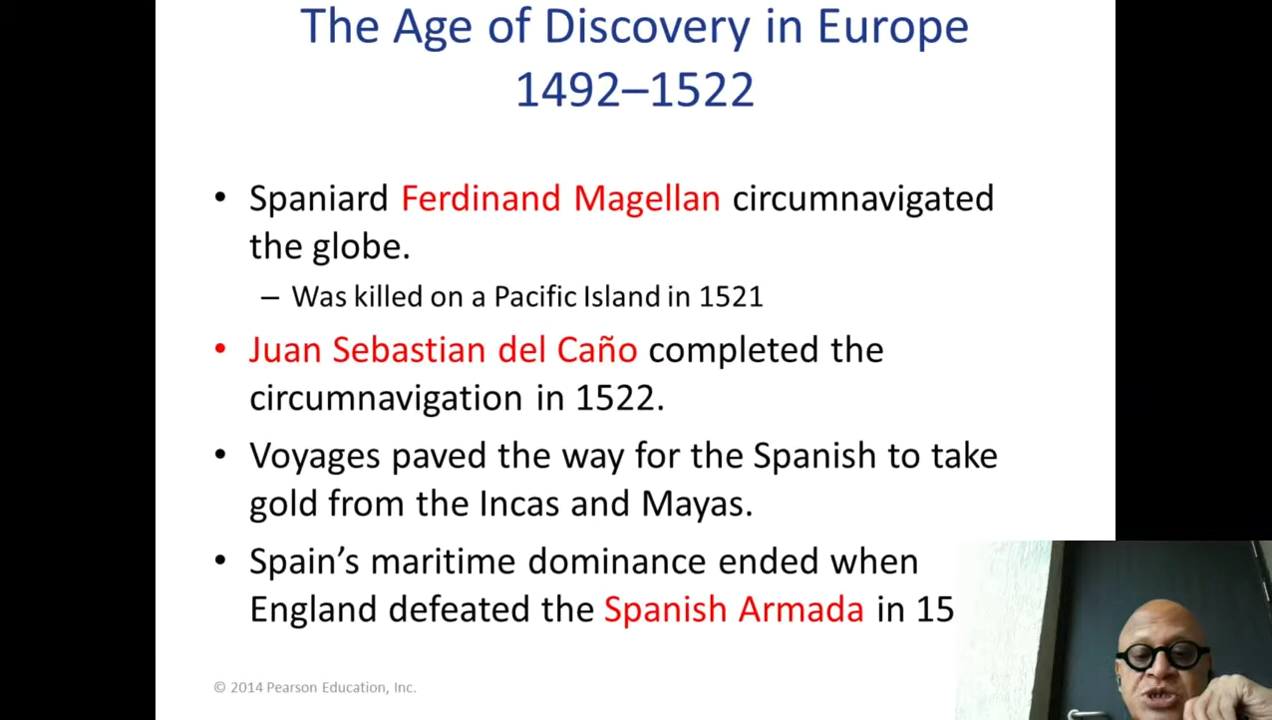 The Age of Discovery in Europe
1492–1522
• Spaniard Ferdinand Magellan circumnavigated
the globe.
– Was killed on a Pacific Island in 1521
• Juan Sebastian del Caño completed the
circumnavigation in 1522.
• Voyages paved the way for the Spanish to take
gold from the Incas and Mayas.
• Spain’s maritime dominance ended when
England defeated the Spanish Armada in 15
© 2014 Pearson Education, Inc.